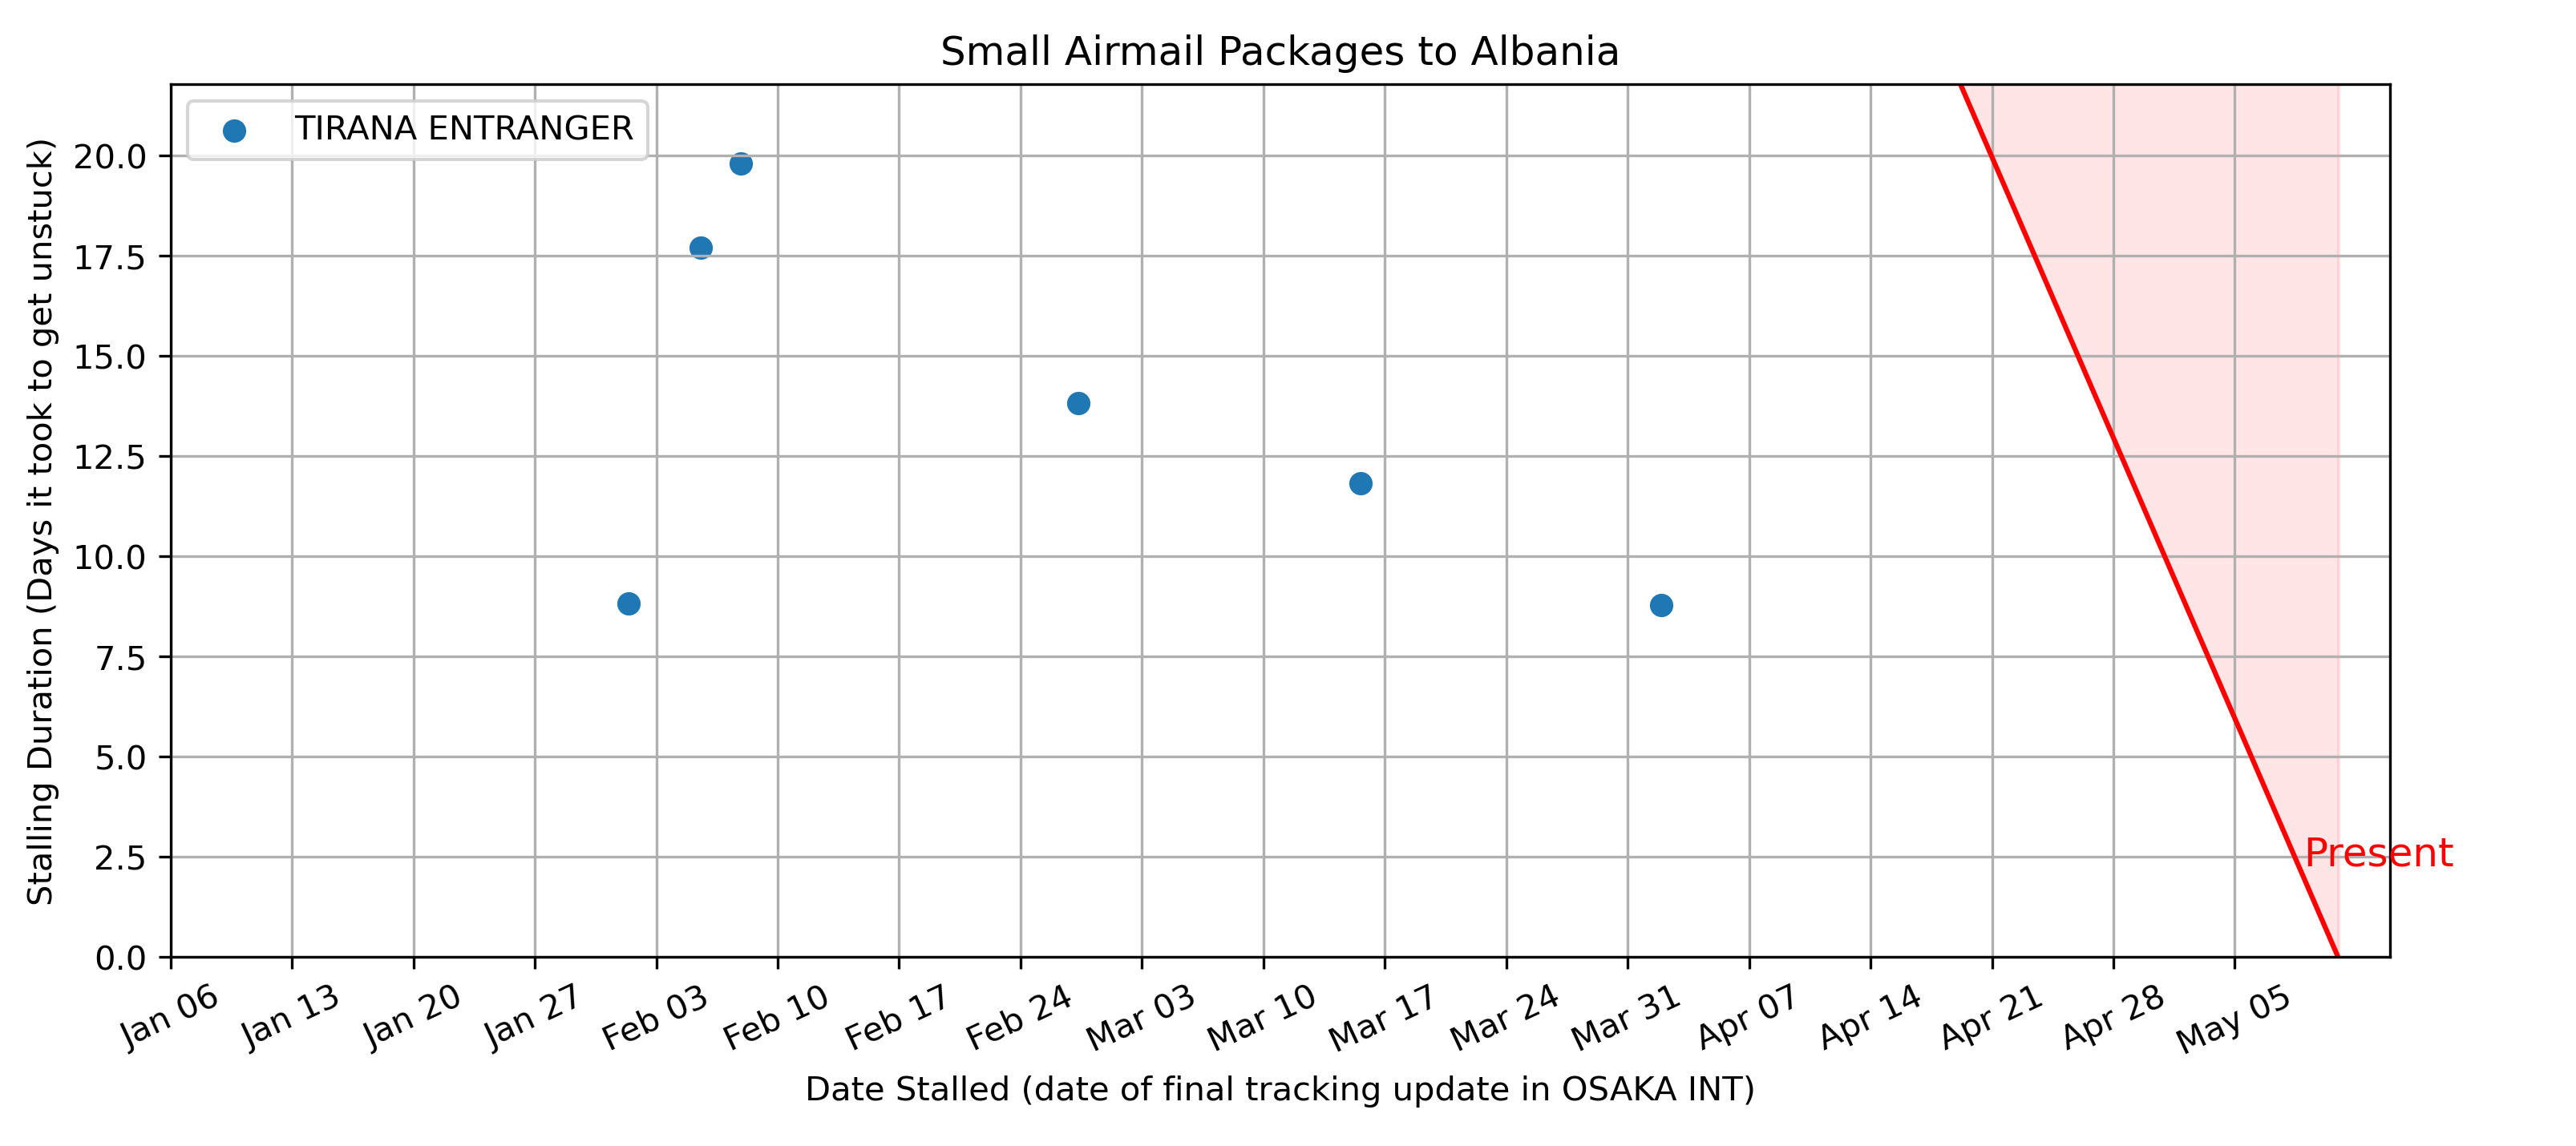 Small Airmail Packages to Albania
TIRANA ENTRANGER
Stalling Duration (Days it took to get unstuck)
20.0
17.5
15.0
12.5
10.0
7.5
5.0
2.5
0.0
Present
Jan 06
Jan 13
Jan 20
Jan 27
Feb 03
Feb 10
Feb 17
Feb 24
Mar 03
Mar 10
Mar 17
Mar 24
Mar 31
Apr 07
Apr 14
Apr 21
Apr 28
May 05
Date Stalled (date of final tracking update in OSAKA INT)